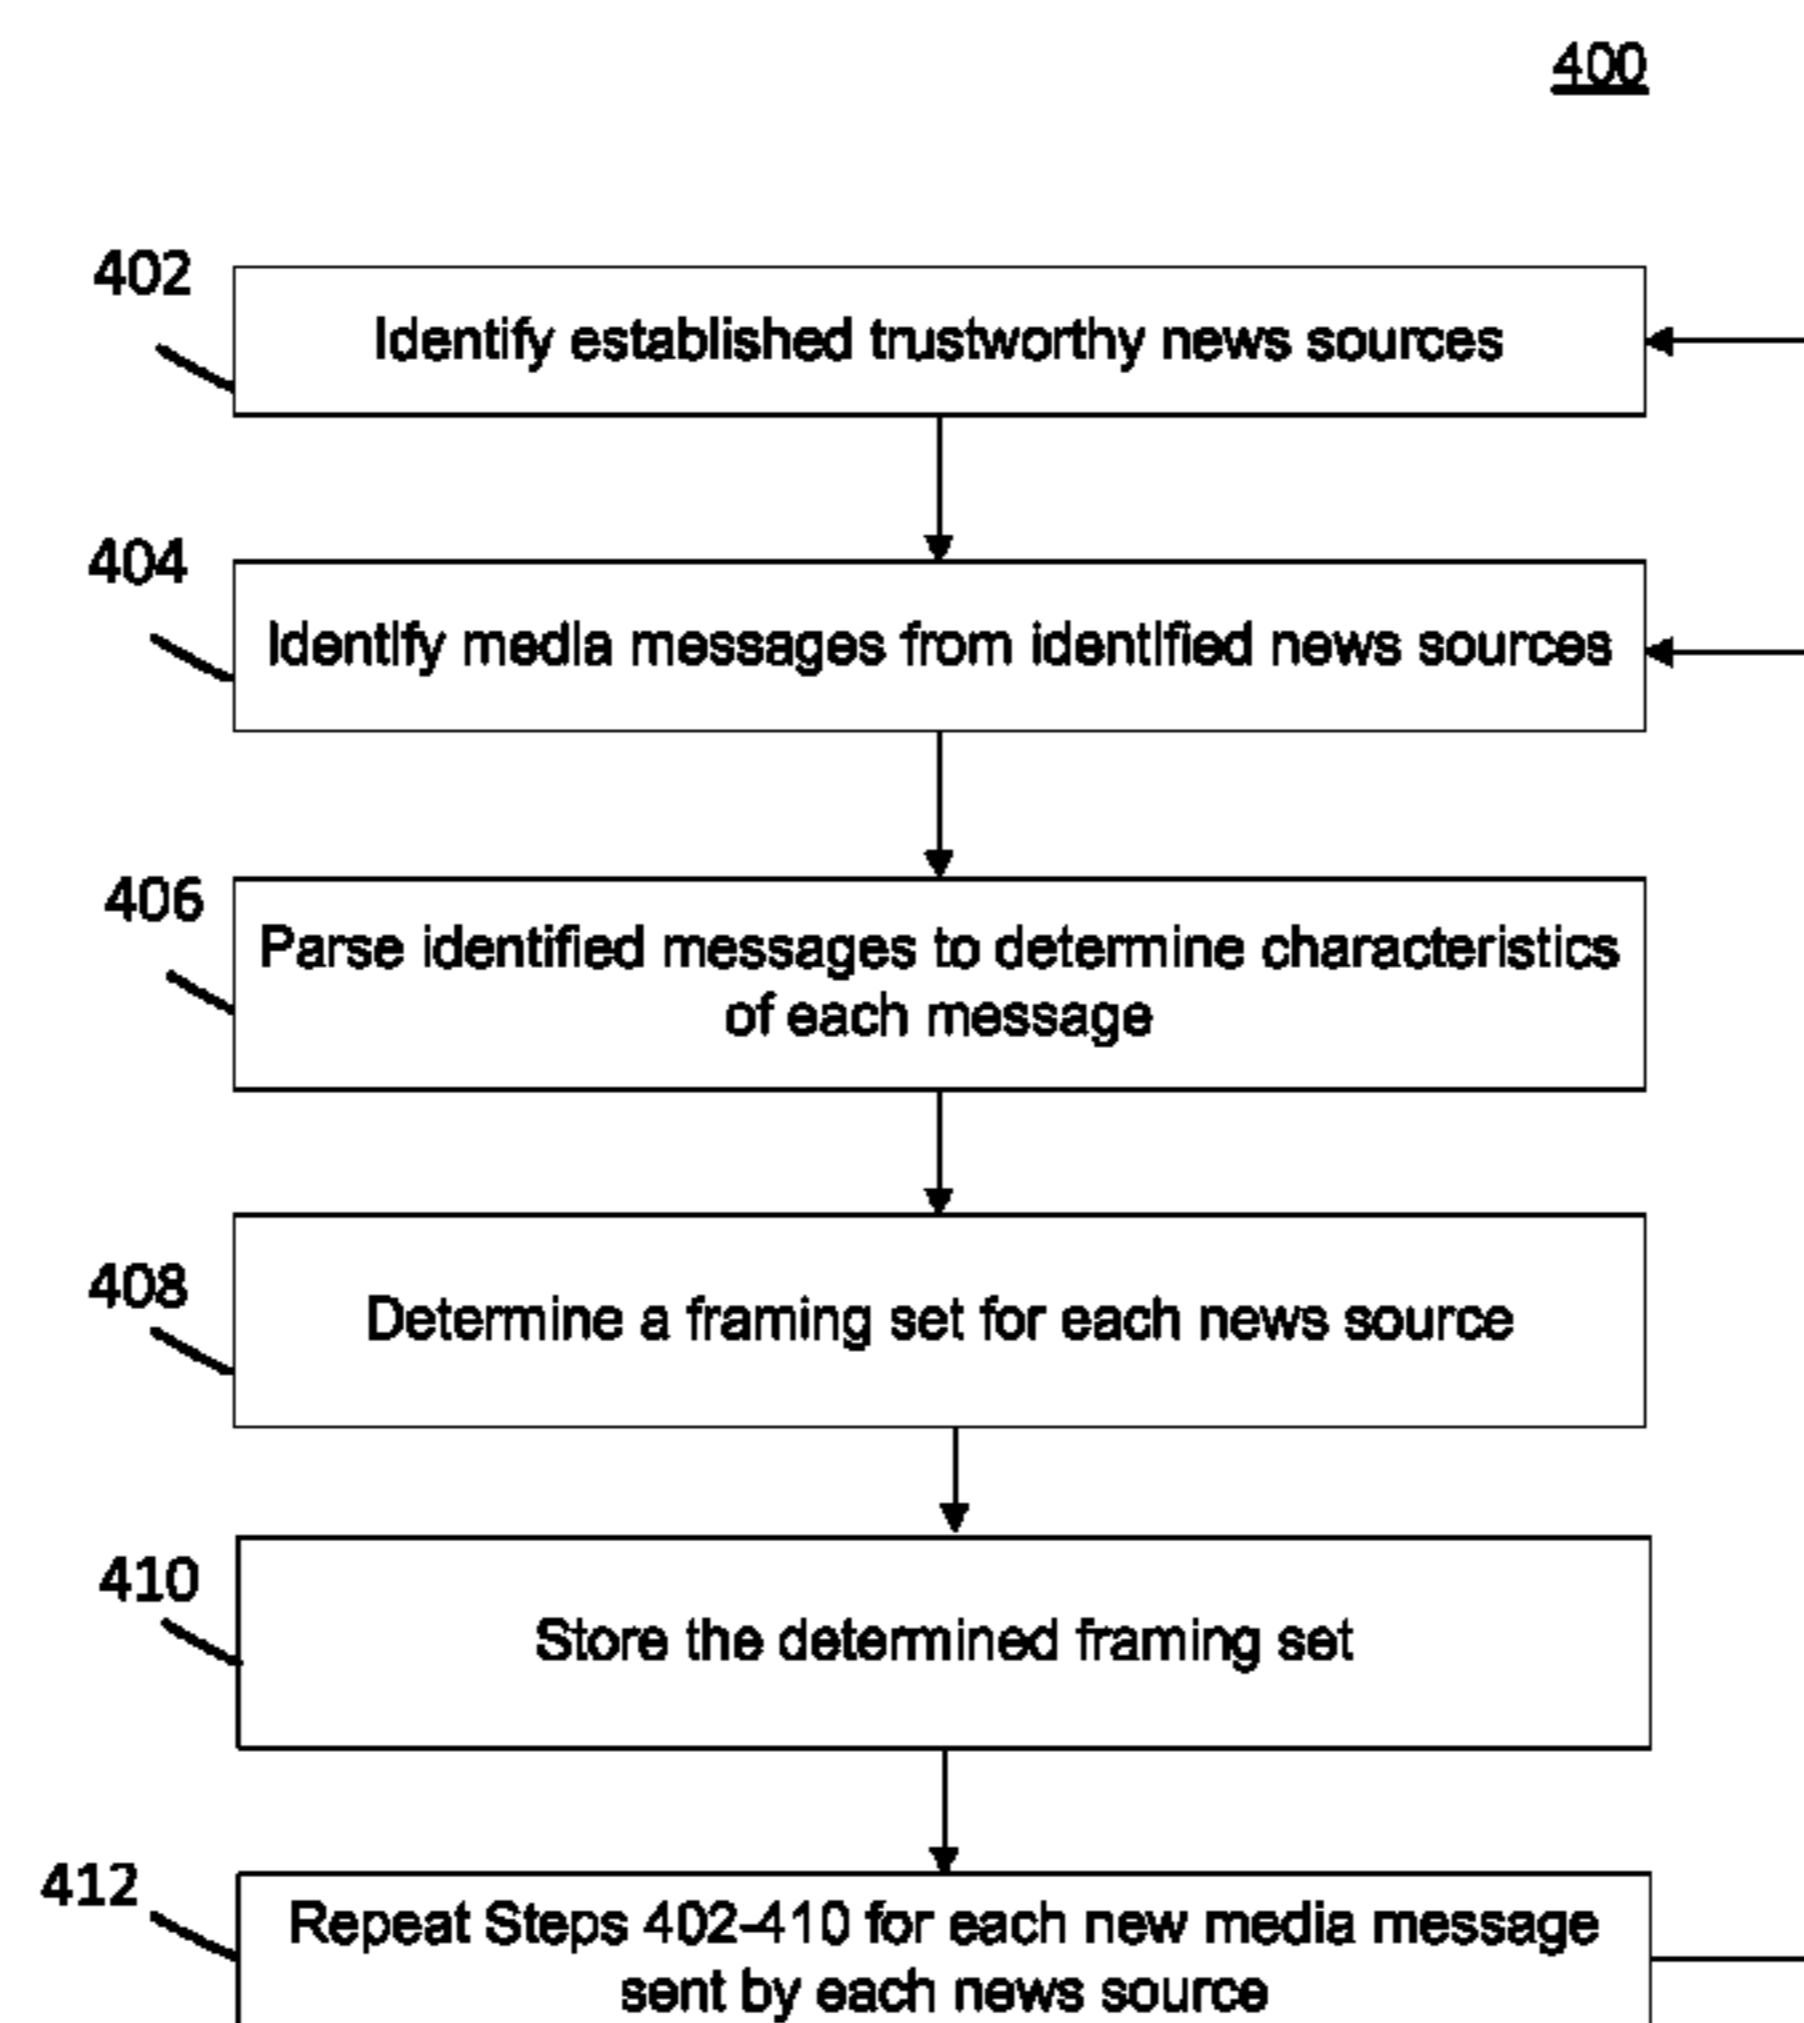 400
402
Identify established trustworthy news sources
404
Identify media messages from identified news sources
406
Parse identified messages to determine characteristics
of each message
408
Determine a framing set for each news source
410
Store the determined framing set
412
Repeat Steps 402-410 for each new media message
sent by each news source